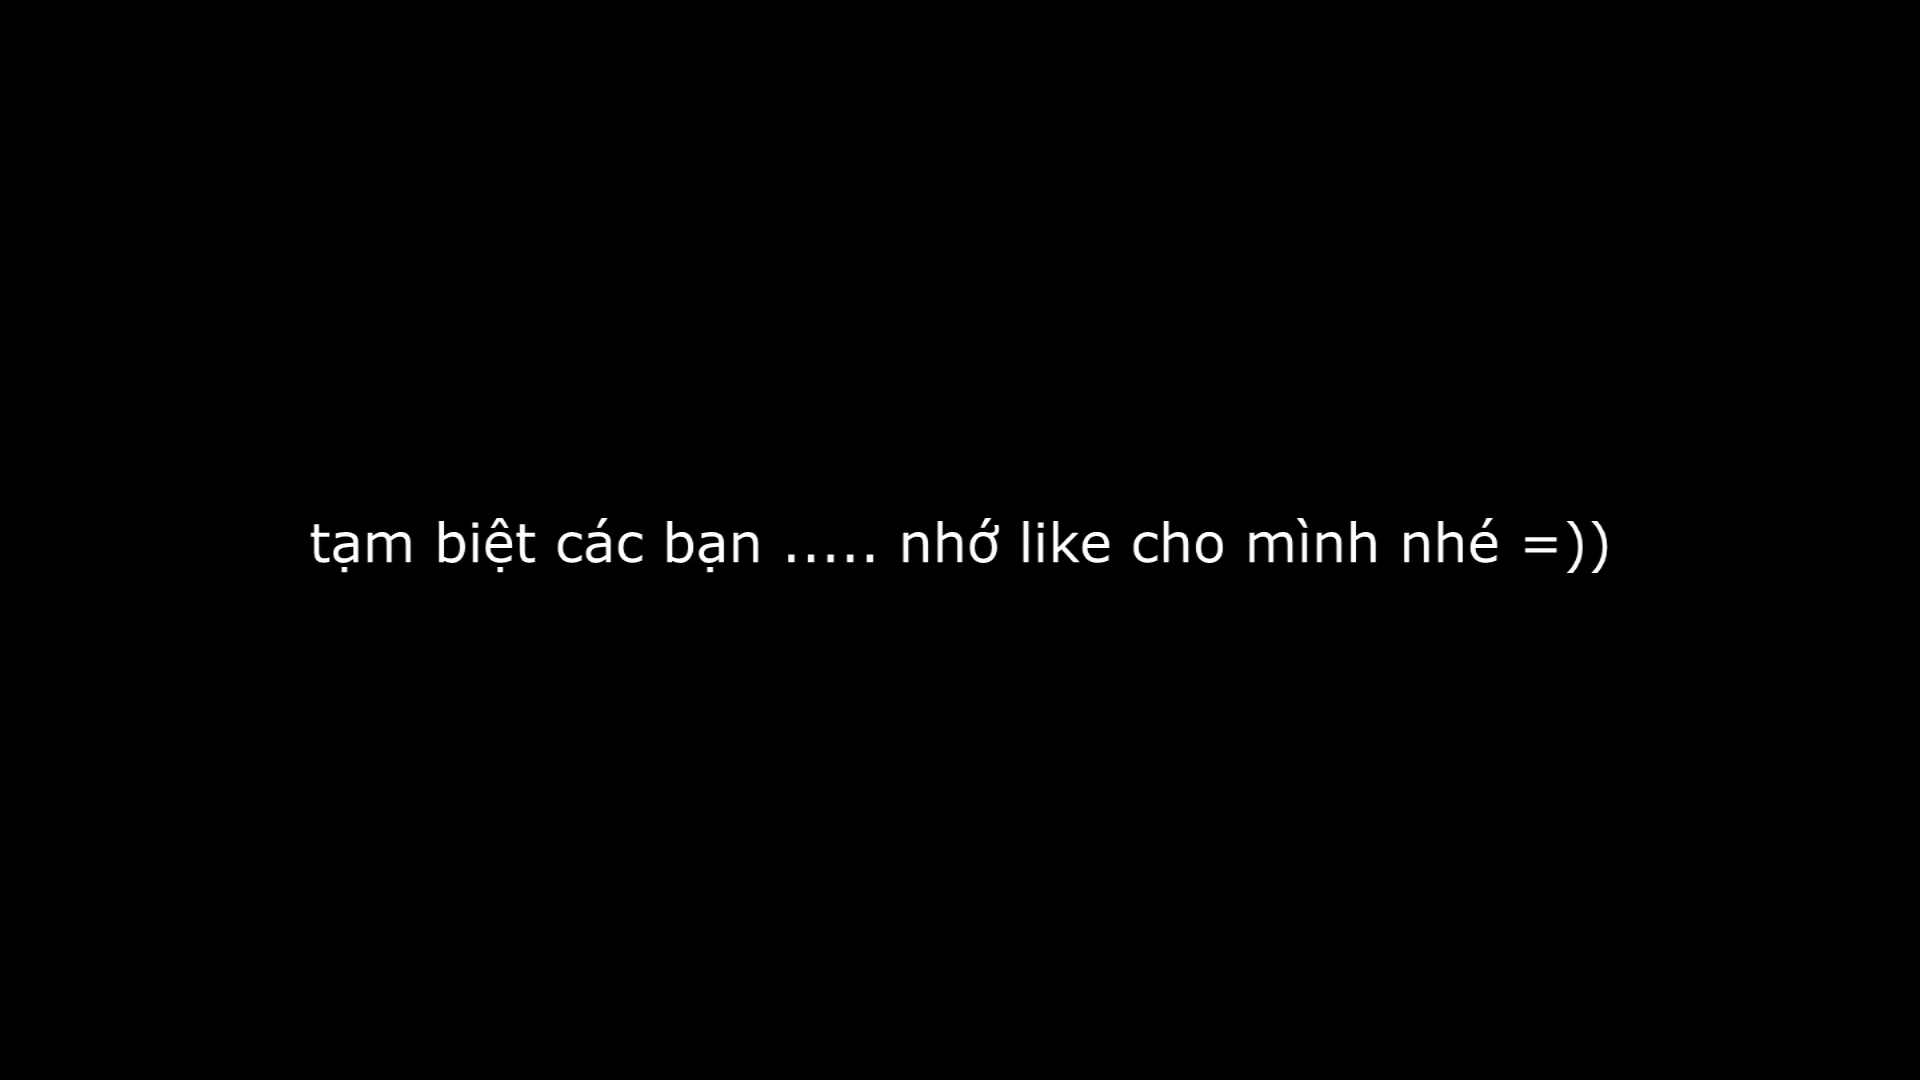 tạm biệt các bạn ..... nhớ like cho mình nhé =))